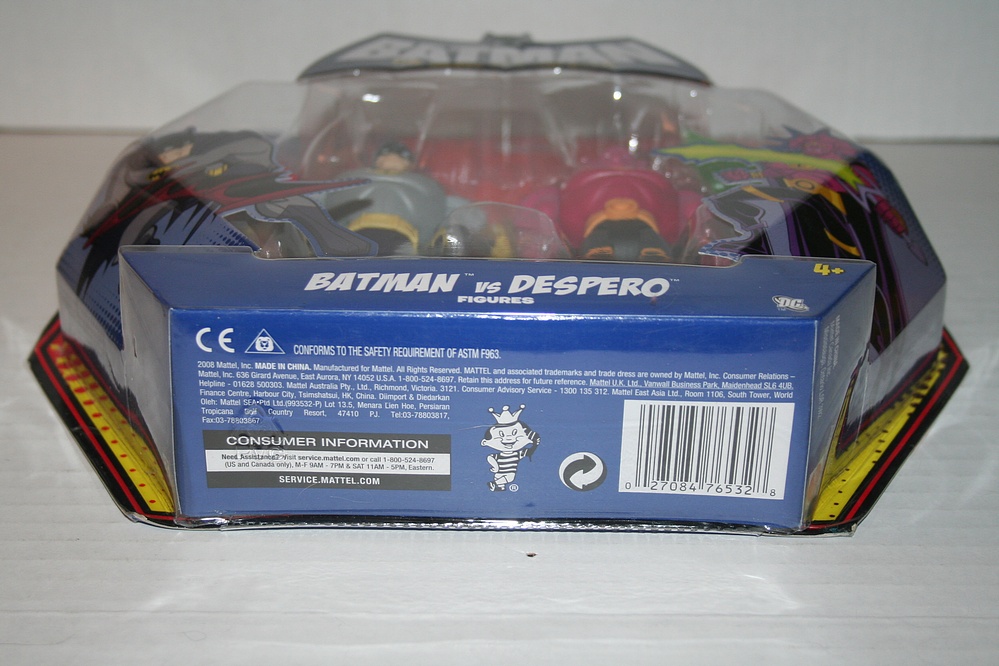 BATMAN
BATMAN™ vs DESPERO™
FIGURES
4+
DC
CE
CONFORMS TO THE SAFETY REQUIREMENT OF ASTM F963.
2008 Mattel, Inc. MADE IN CHINA. Manufactured for Mattel. All Rights Reserved. MATTEL and associated trademarks and trade dress are owned by Mattel, Inc. Consumer Relations –
Mattel, Inc. 636 Girard Avenue, East Aurora, NY 14052 U.S.A. 1-800-524-8697. Retain this address for future reference. Mattel U.K. Ltd., Vanwall Business Park, Maidenhead SL6 4UB.
Helpline - 01628 500303. Mattel Australia Pty., Ltd., Richmond, Victoria. 3121. Consumer Advisory Service - 1300 135 312. Mattel East Asia Ltd., Room 1106, South Tower, World
Finance Centre, Harbour City, Tsimshatsui, HK, China. Diimport & Diedarkan
Oleh: Mattel SEA Ptd Ltd.(993532-P) Lot 13.5, Menara Lien Hoe, Persiaran
Tropicana Golf Country Resort, 47410 PJ. Tel:03-78803817,
Fax:03-78803867
CONSUMER INFORMATION
Need Assistance? Visit service.mattel.com or call 1-800-524-8697
(US and Canada only), M-F 9AM - 7PM & SAT 11AM - 5PM, Eastern.
SERVICE.MATTEL.COM
®
0 27084 76532 8